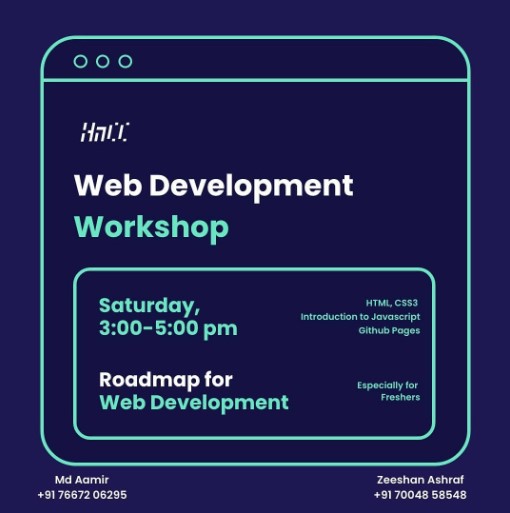 Web Development
Workshop
Saturday,
3:00-5:00 pm
HTML, CSS3
Introduction to Javascript
Github Pages
Roadmap for
Web Development
Especially for
Freshers
Md Aamir
+91 76672 06295
Zeeshan Ashraf
+91 70048 58548